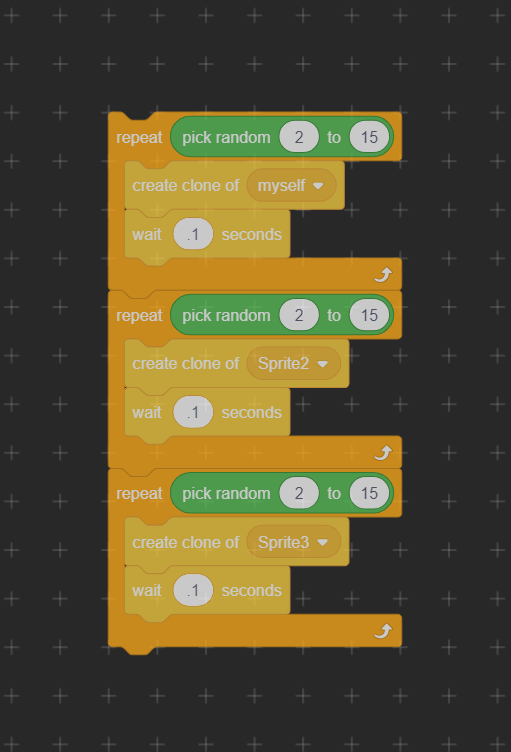 repeat pick random 2 to 15
create clone of myself
wait .1 seconds
repeat pick random 2 to 15
create clone of Sprite2
wait .1 seconds
repeat pick random 2 to 15
create clone of Sprite3
wait .1 seconds